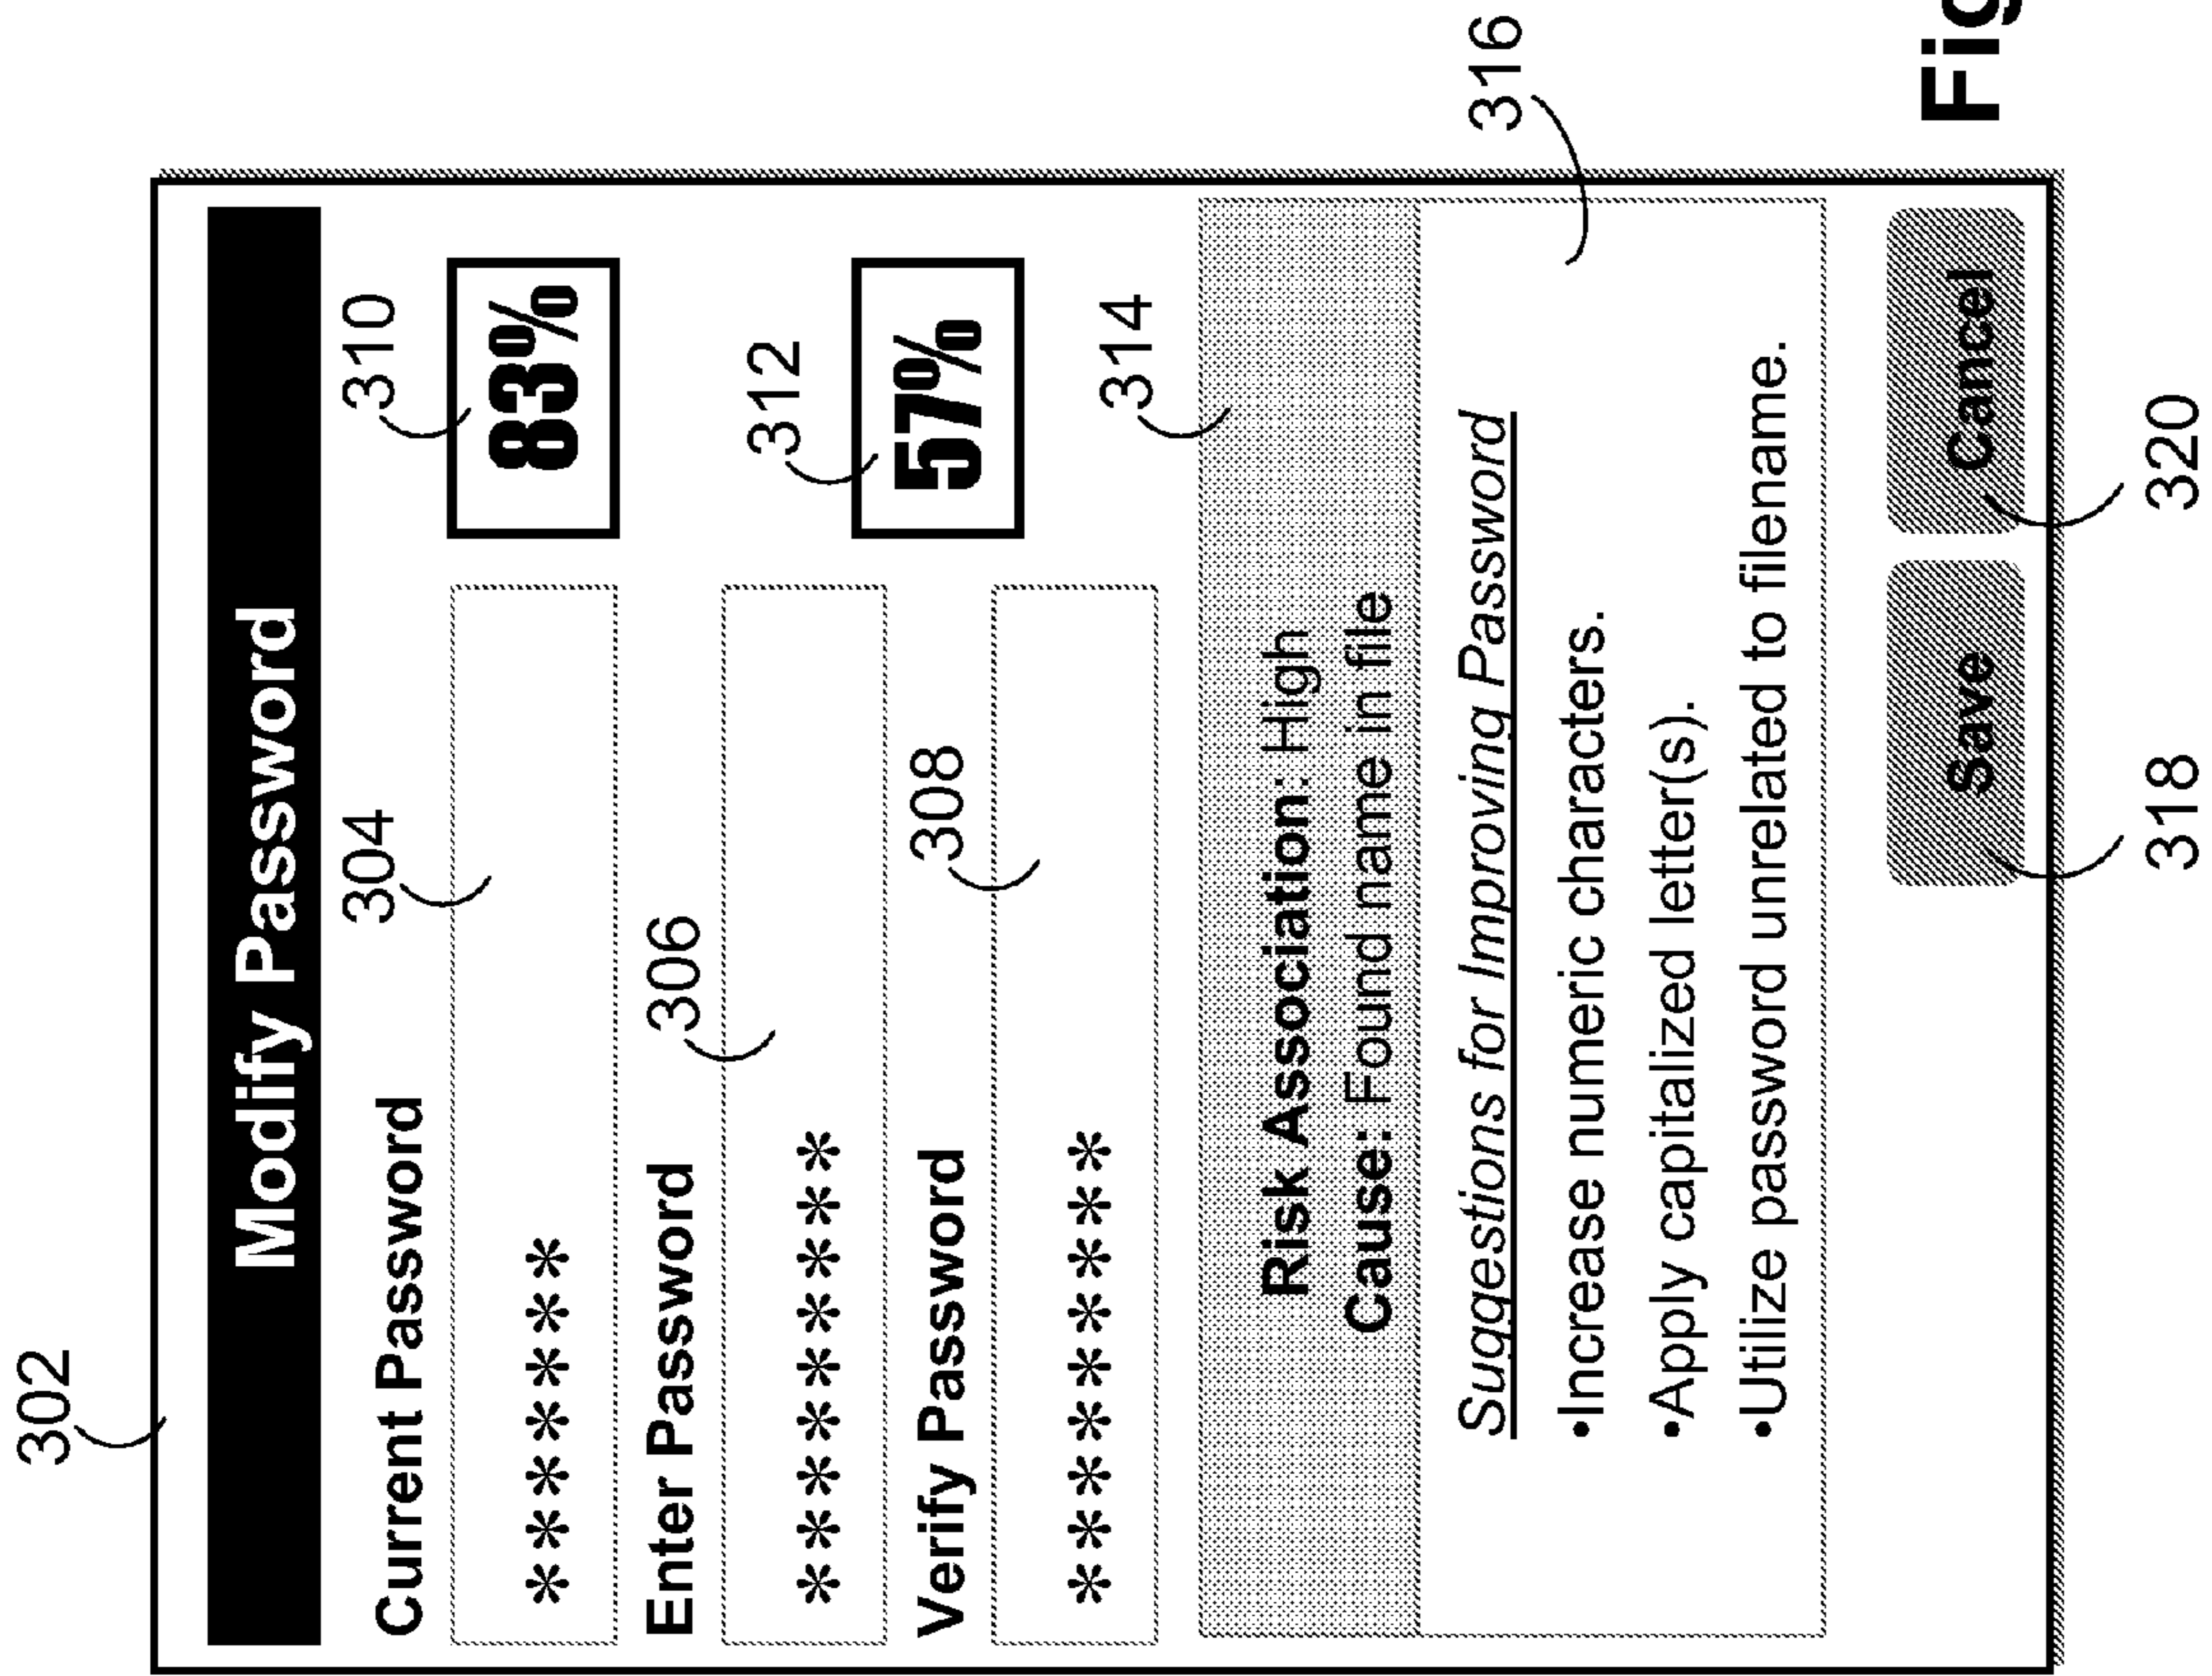 302
Modify Password
304
310
Current Password
*******
83%
306
Enter Password
*********
312
57%
308
Verify Password
*********
314
Risk Association: High
Cause: Found name in file
316
Suggestions for Improving Password
•Increase numeric characters.
•Apply capitalized letter(s).
•Utilize password unrelated to filename.
Save
Cancel
318
320
Fig